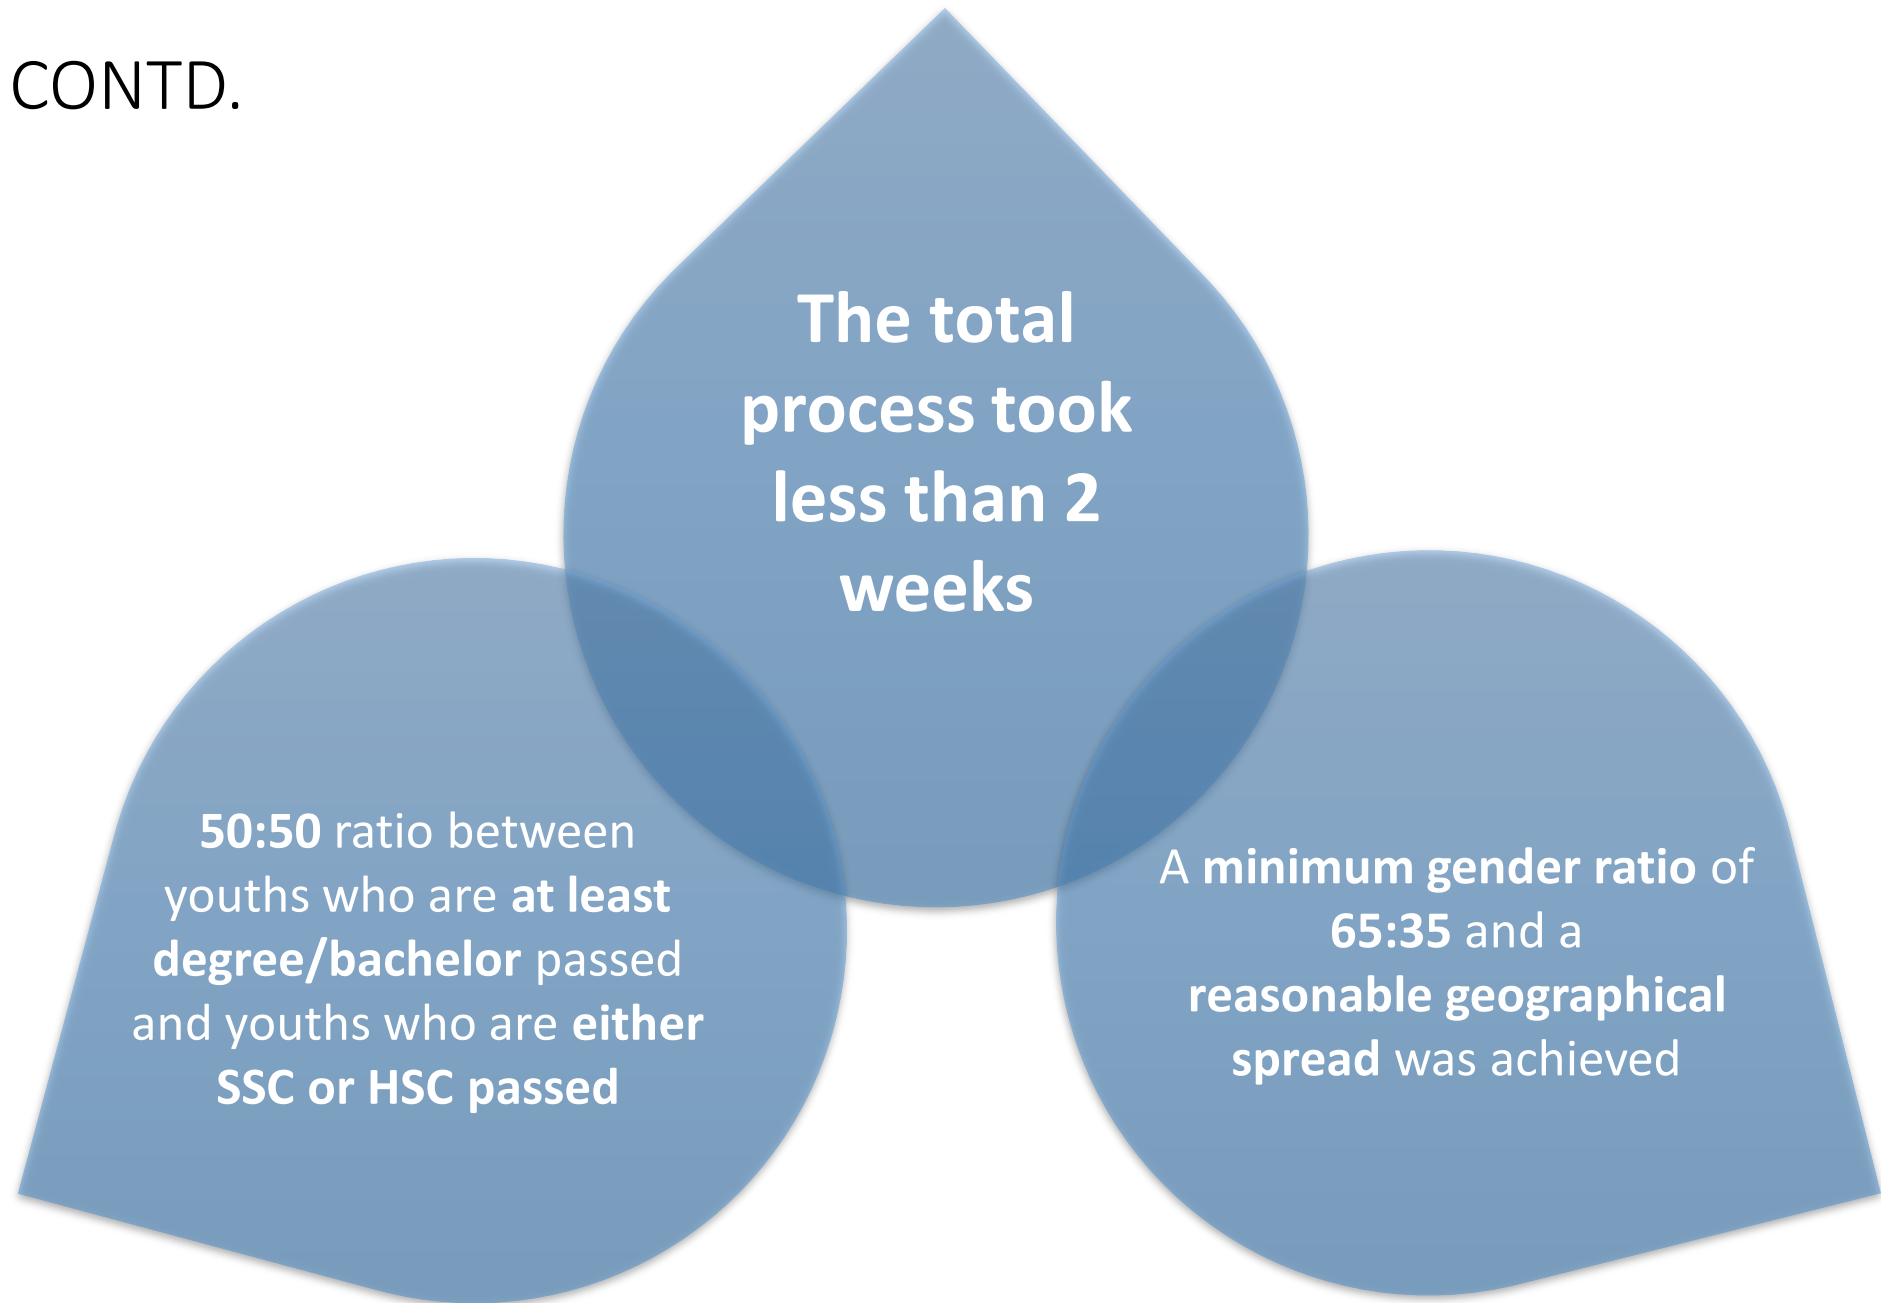 CONTD.
The total
process took
less than 2
weeks
50:50 ratio between
youths who are at least
degree/bachelor passed
and youths who are either
SSC or HSC passed
A minimum gender ratio of
65:35 and a
reasonable geographical
spread was achieved